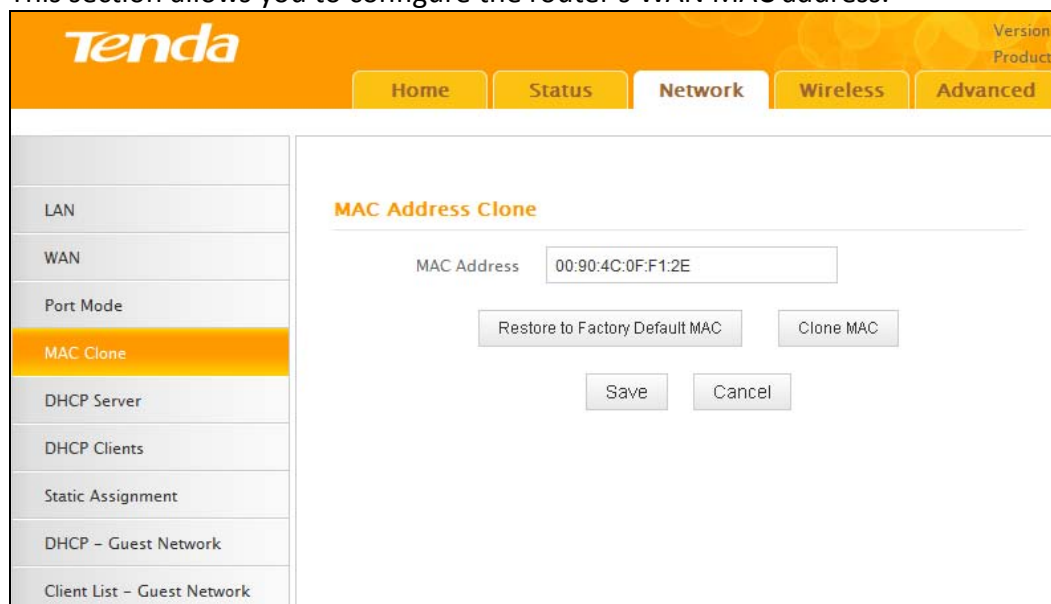 This section allows you to configure the router's WAN MAC address.
Tenda
Version
Product
Home Status Network Wireless Advanced
LAN
WAN
Port Mode
MAC Clone
DHCP Server
DHCP Clients
Static Assignment
DHCP – Guest Network
Client List – Guest Network
MAC Address Clone
MAC Address 00:90:4C:0F:F1:2E
Restore to Factory Default MAC Clone MAC
Save Cancel